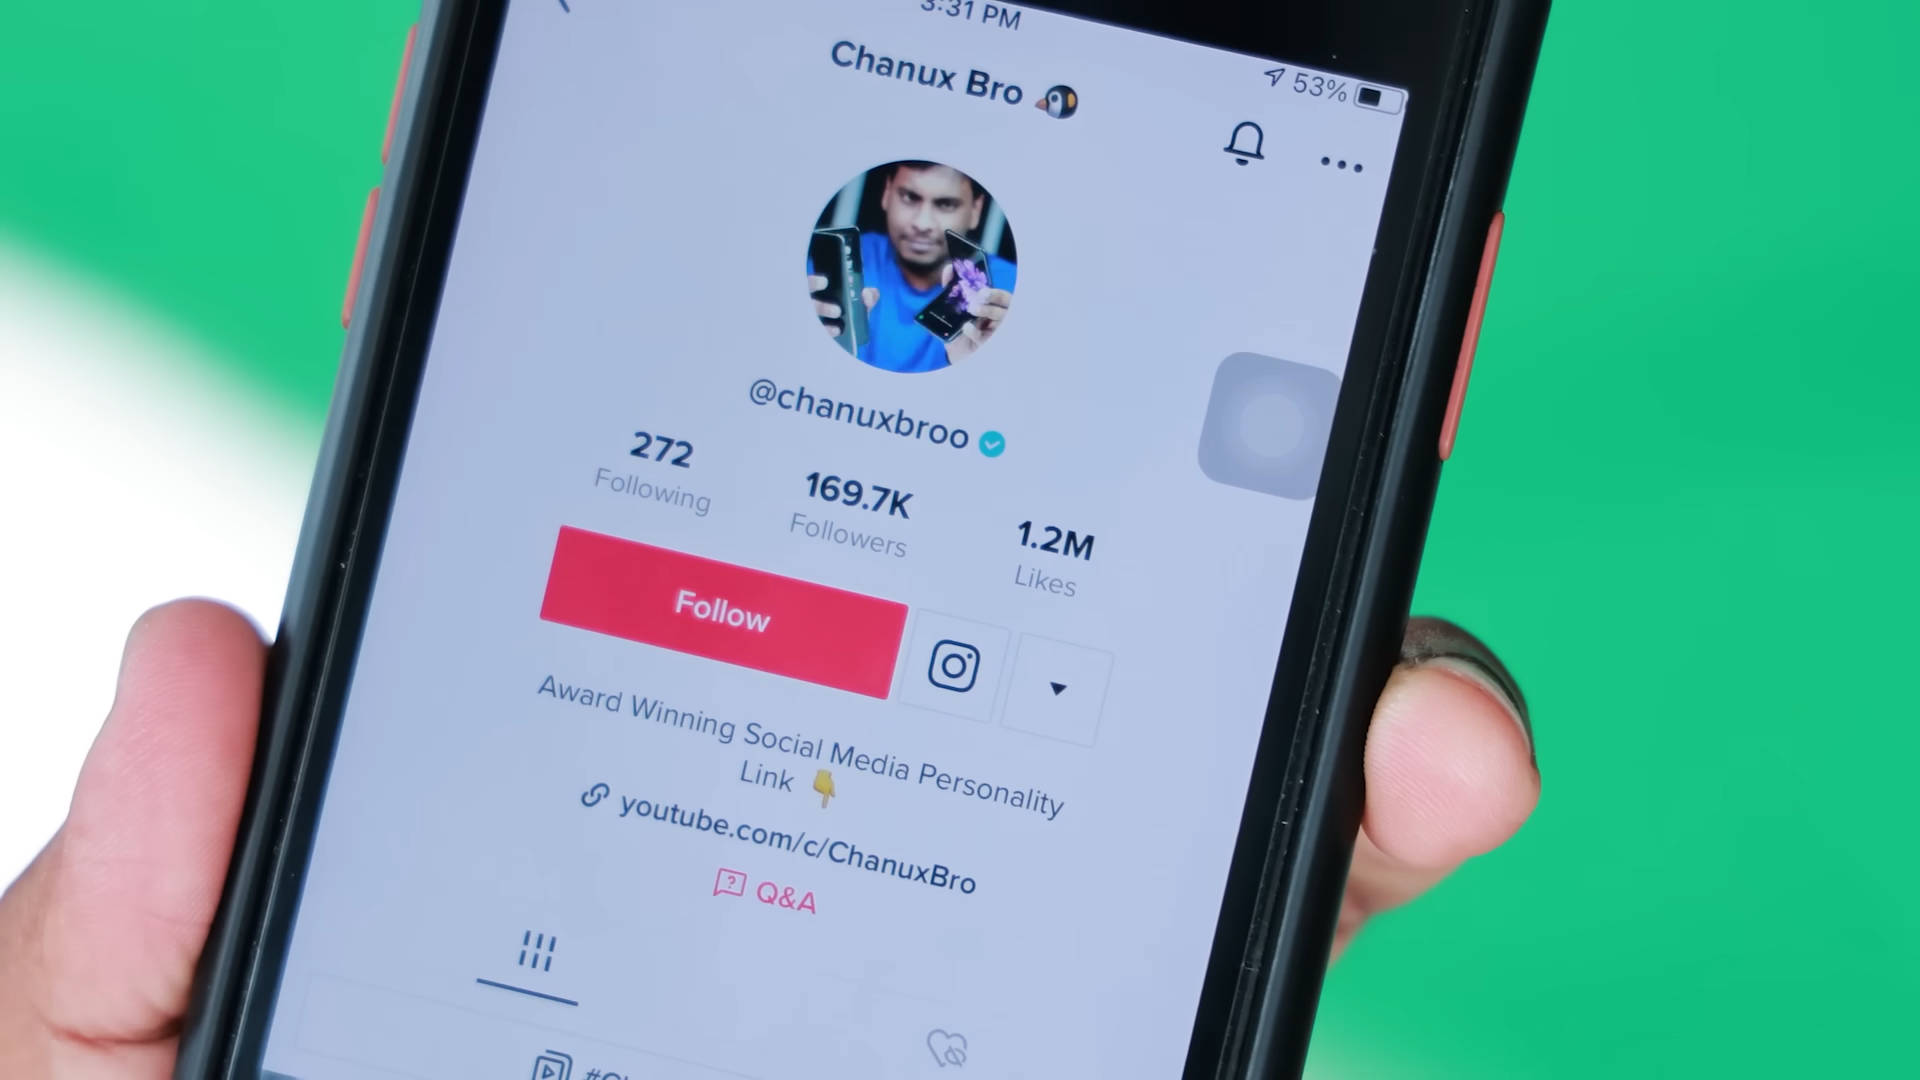 3:31 PM
53%
Chanux Bro
@chanuxbroo
272
Following
169.7K
Followers
1.2M
Likes
Follow
Award Winning Social Media Personality
Link 👇
youtube.com/c/ChanuxBro
Q&A